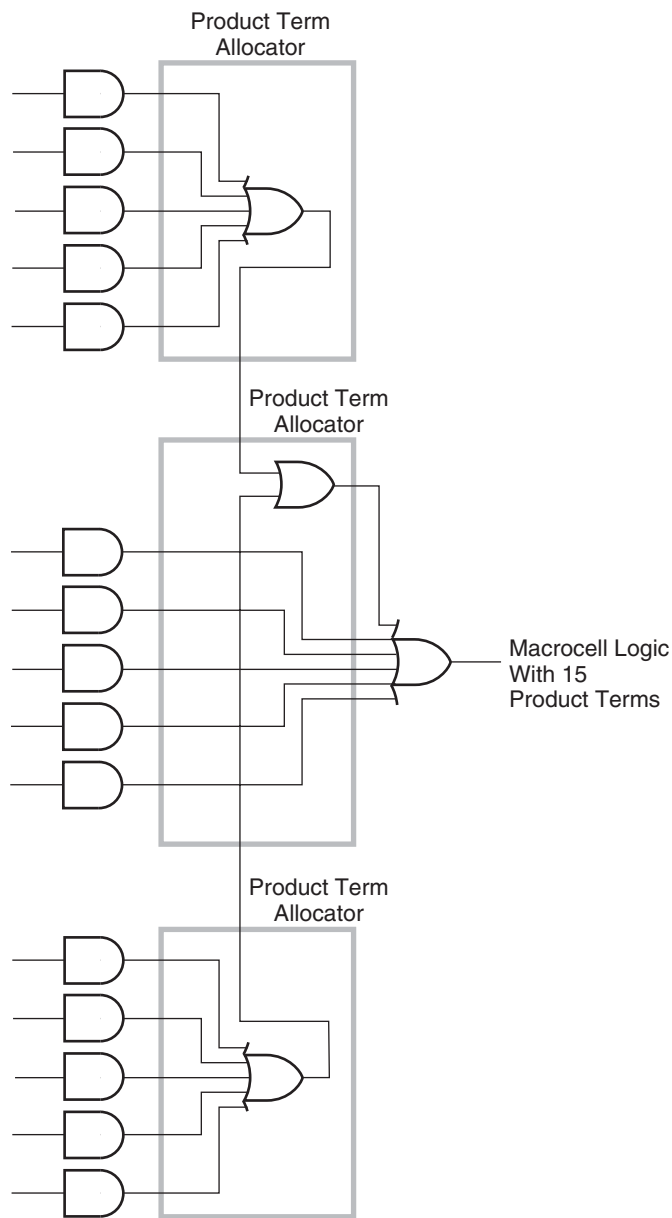 Product Term
Allocator
Product Term
Allocator
Macrocell Logic
With 15
Product Terms
Product Term
Allocator